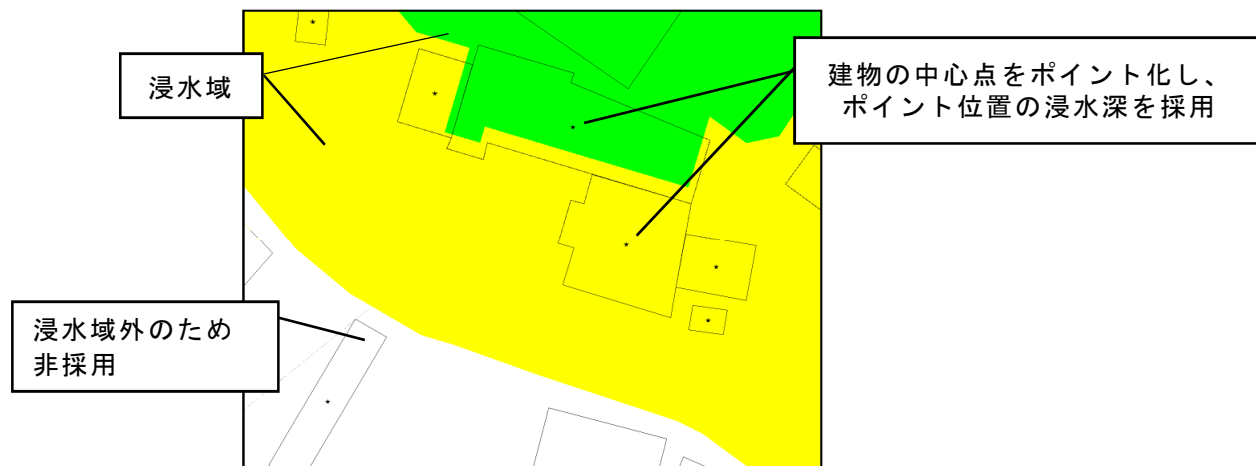 浸水域
建物の中心点をポイント化し、
ポイント位置の浸水深を採用
浸水域外のため
非採用